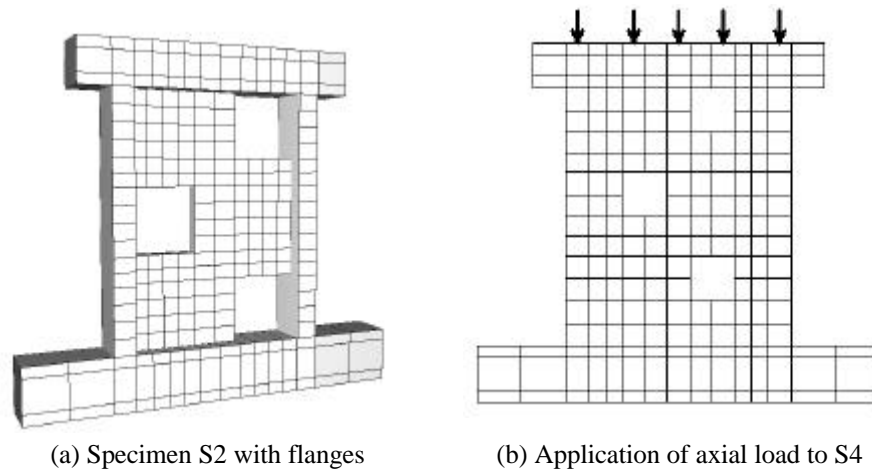 (a) Specimen S2 with flanges
(b) Application of axial load to S4